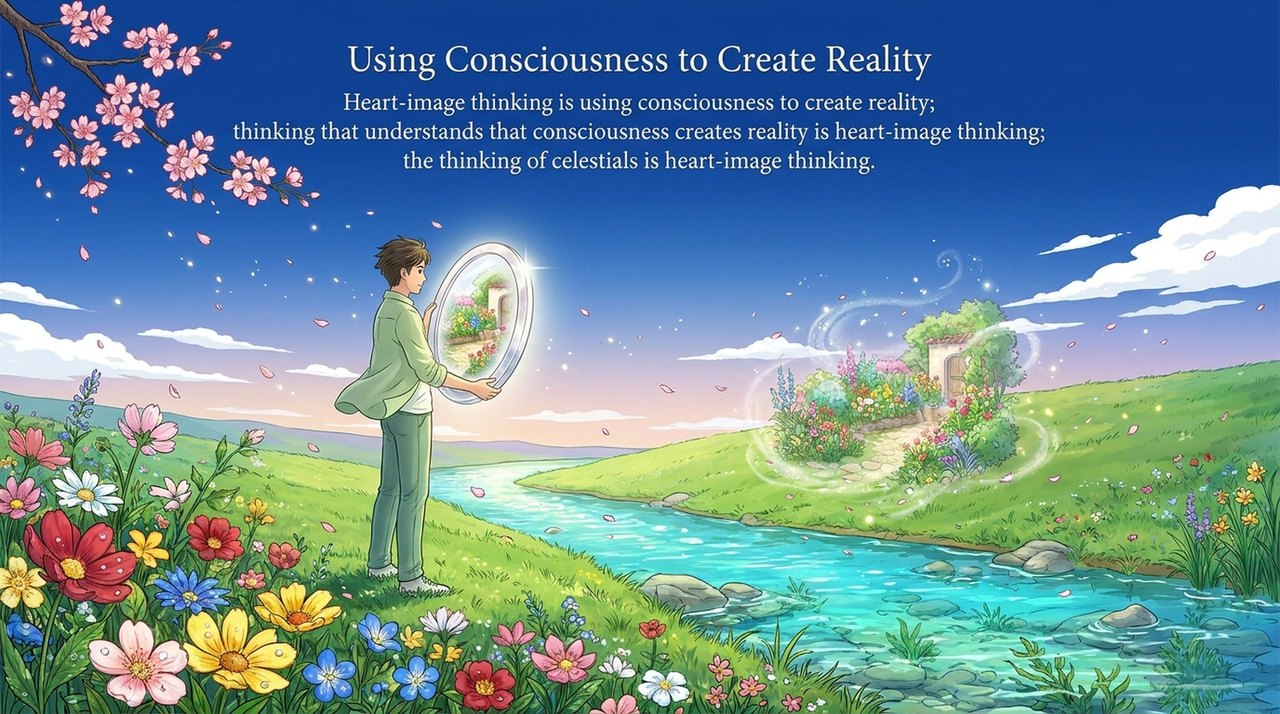 Using Consciousness to Create Reality
Heart-image thinking is using consciousness to create reality;
thinking that understands that consciousness creates reality is heart-image thinking;
the thinking of celestials is heart-image thinking.